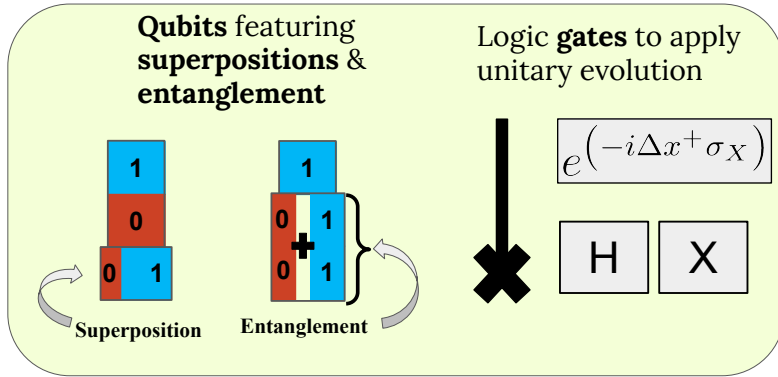 Qubits featuring
superpositions &
entanglement
Logic gates to apply
unitary evolution
1
0
0 1
Superposition
1
0 1
+
0 1
Entanglement
e^(-iΔx⁺σ_X)
H X